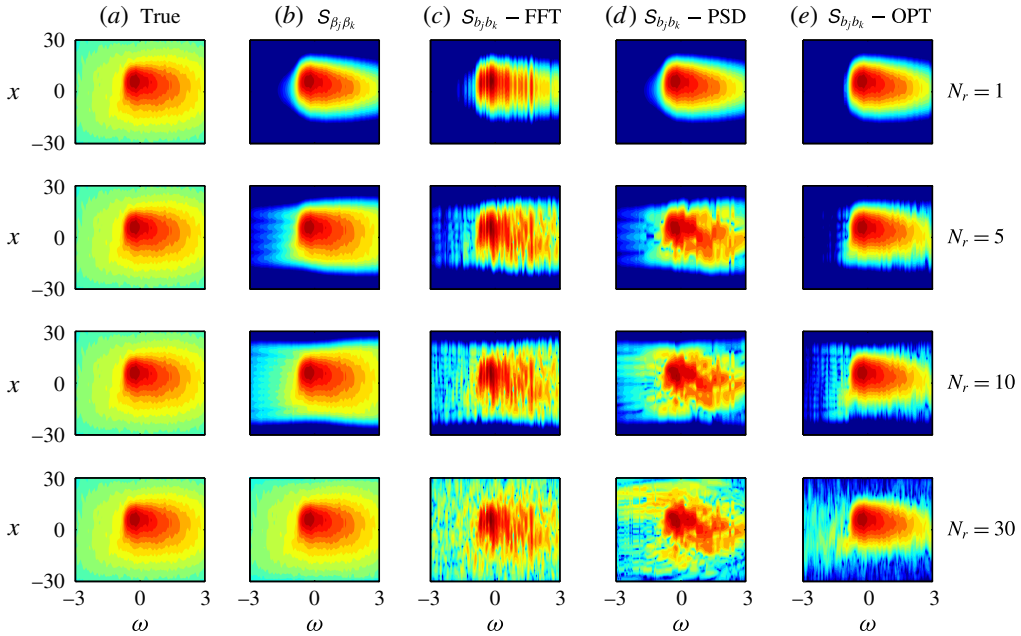 (a) True (b) S_{β_jβ_k} (c) S_{b_jb_k} – FFT (d) S_{b_jb_k} – PSD (e) S_{b_jb_k} – OPT
30
x 0 N_r = 1
–30
30
x 0 N_r = 5
–30
30
x 0 N_r = 10
–30
30
x 0 N_r = 30
–30
–3 0 3 –3 0 3 –3 0 3 –3 0 3 –3 0 3
ω ω ω ω ω